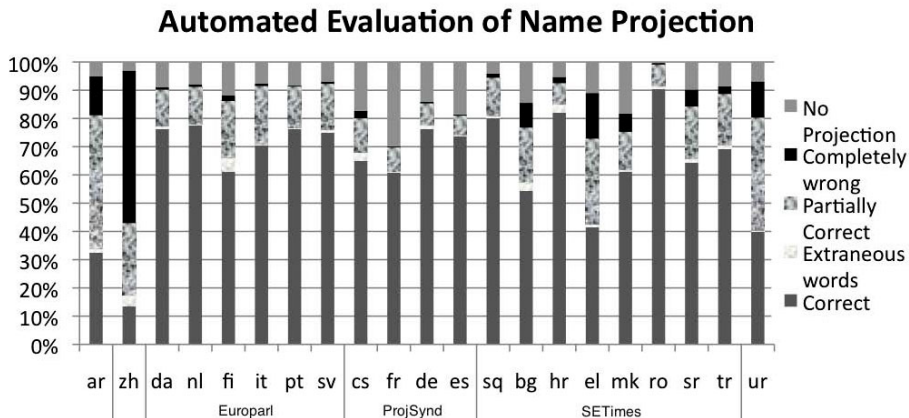 Automated Evaluation of Name Projection
100%
90%
80%
70%
60%
50%
40%
30%
20%
10%
0%
No
Projection
Completely
wrong
Partially
Correct
Extraneous
words
Correct
ar zh da nl fi it pt sv cs fr de es sq bg hr el mk ro sr tr ur
Europarl ProjSynd SETimes